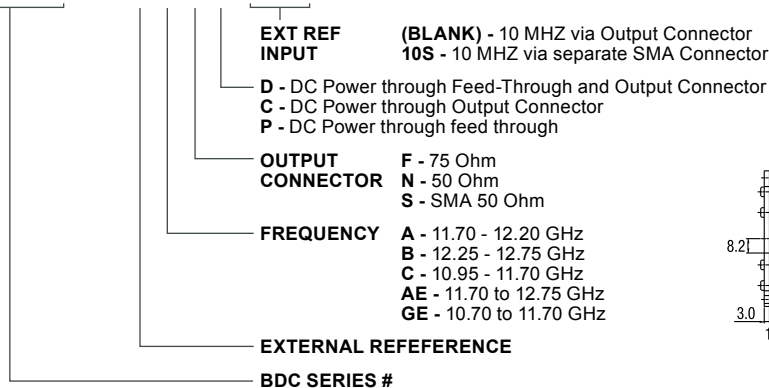 EXT REF (BLANK) - 10 MHZ via Output Connector
INPUT 10S - 10 MHZ via separate SMA Connector
D - DC Power through Feed-Through and Output Connector
C - DC Power through Output Connector
P - DC Power through feed through
OUTPUT F - 75 Ohm
CONNECTOR N - 50 Ohm
S - SMA 50 Ohm
FREQUENCY A - 11.70 - 12.20 GHz
B - 12.25 - 12.75 GHz
C - 10.95 - 11.70 GHz
AE - 11.70 to 12.75 GHz
GE - 10.70 to 11.70 GHz
8.2
3.0
EXTERNAL REFEFERENCE
BDC SERIES #